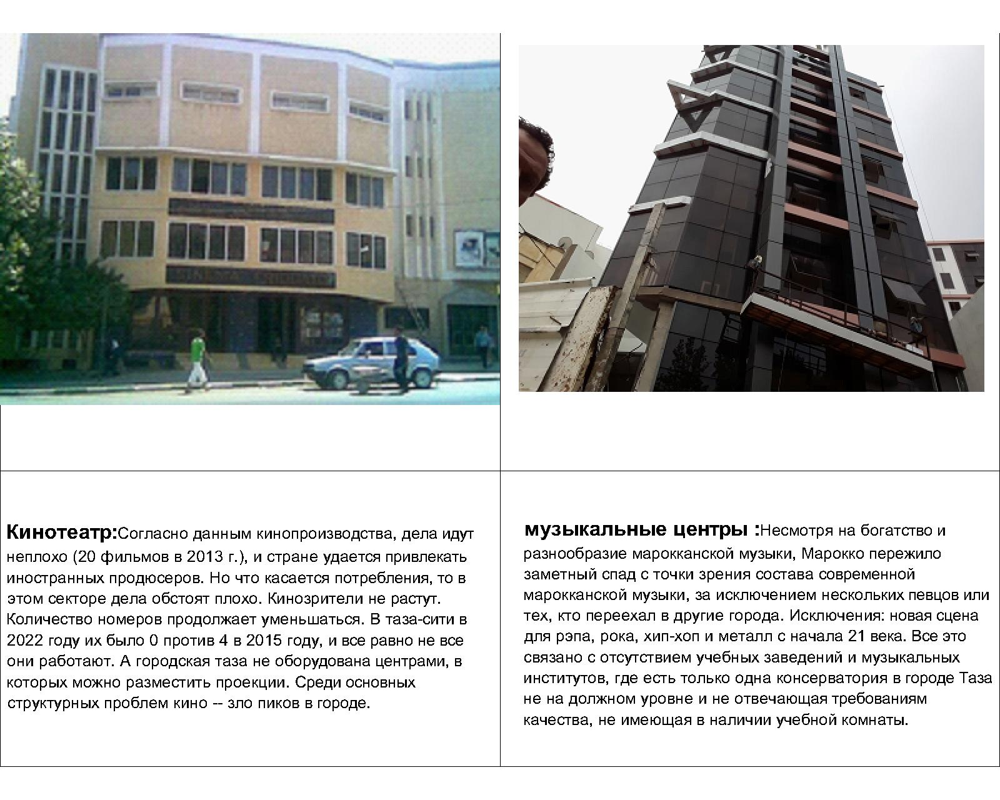 Кинотеатр:Согласно данным кинопроизводства, дела идут
неплохо (20 фильмов в 2013 г.), и стране удается привлекать
иностранных продюсеров. Но что касается потребления, то в
этом секторе дела обстоят плохо. Кинозрители не растут.
Количество номеров продолжает уменьшаться. В таза-сити в
2022 году их было 0 против 4 в 2015 году, и все равно не все
они работают. А городская таза не оборудована центрами, в
которых можно разместить проекции. Среди основных
структурных проблем кино -- зло пиков в городе.
музыкальные центры :Несмотря на богатство и
разнообразие марокканской музыки, Марокко пережило
заметный спад с точки зрения состава современной
марокканской музыки, за исключением нескольких певцов или
тех, кто переехал в другие города. Исключения: новая сцена
для рэпа, рока, хип-хоп и металл с начала 21 века. Все это
связано с отсутствием учебных заведений и музыкальных
институтов, где есть только одна консерватория в городе Таза
не на должном уровне и не отвечающая требованиям
качества, не имеющая в наличии учебной комнаты.